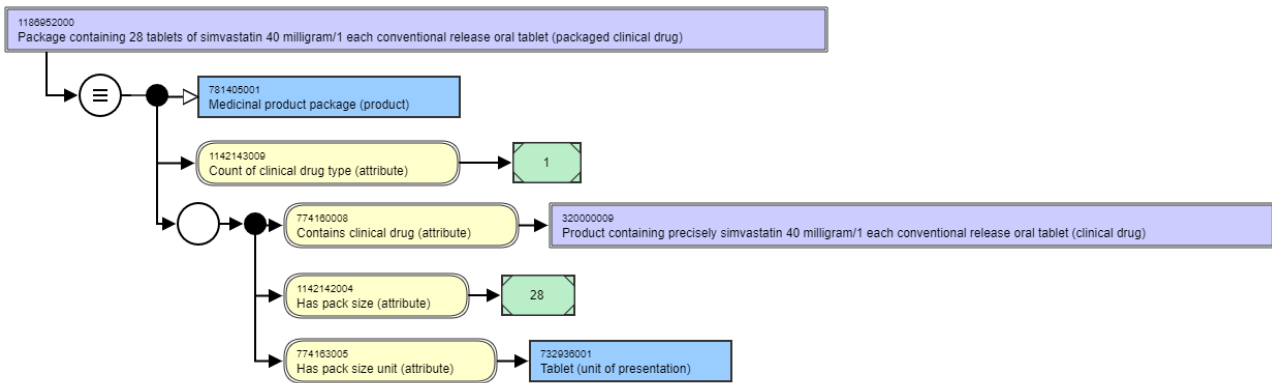 1186952000
Package containing 28 tablets of simvastatin 40 milligram/1 each conventional release oral tablet (packaged clinical drug)
781405001
Medicinal product package (product)
1142143009
Count of clinical drug type (attribute)
1
774160008
Contains clinical drug (attribute)
320000009
Product containing precisely simvastatin 40 milligram/1 each conventional release oral tablet (clinical drug)
1142142004
Has pack size (attribute)
28
774163005
Has pack size unit (attribute)
732936001
Tablet (unit of presentation)